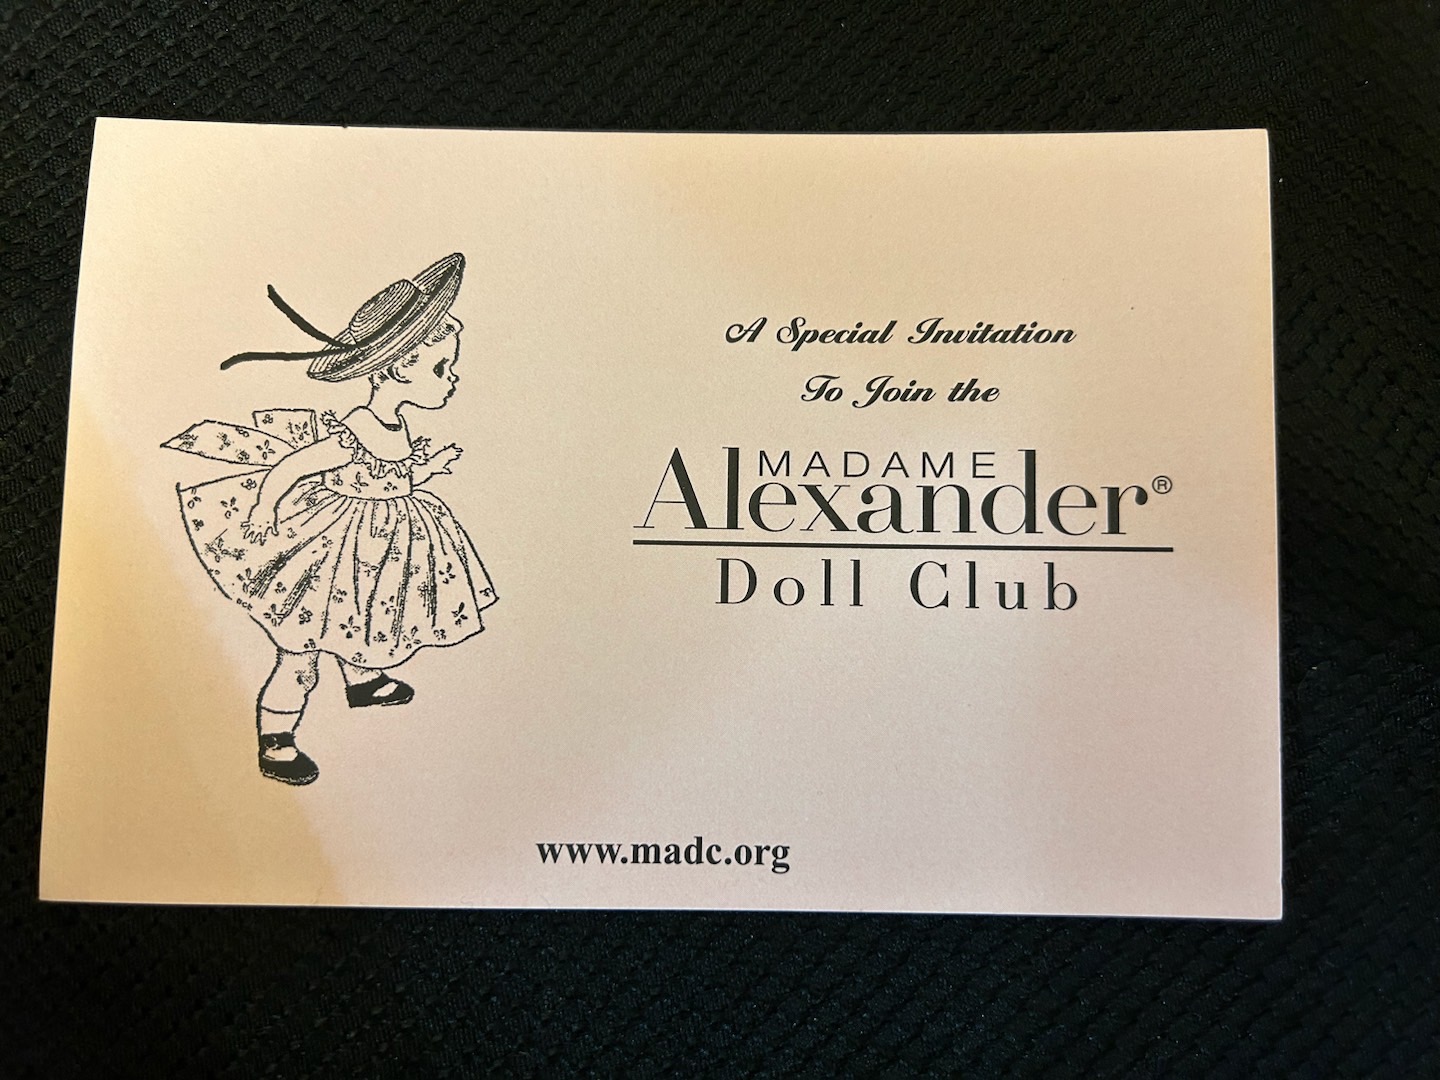 A Special Invitation
To Join the
MADAME
Alexander®
Doll Club
www.madc.org